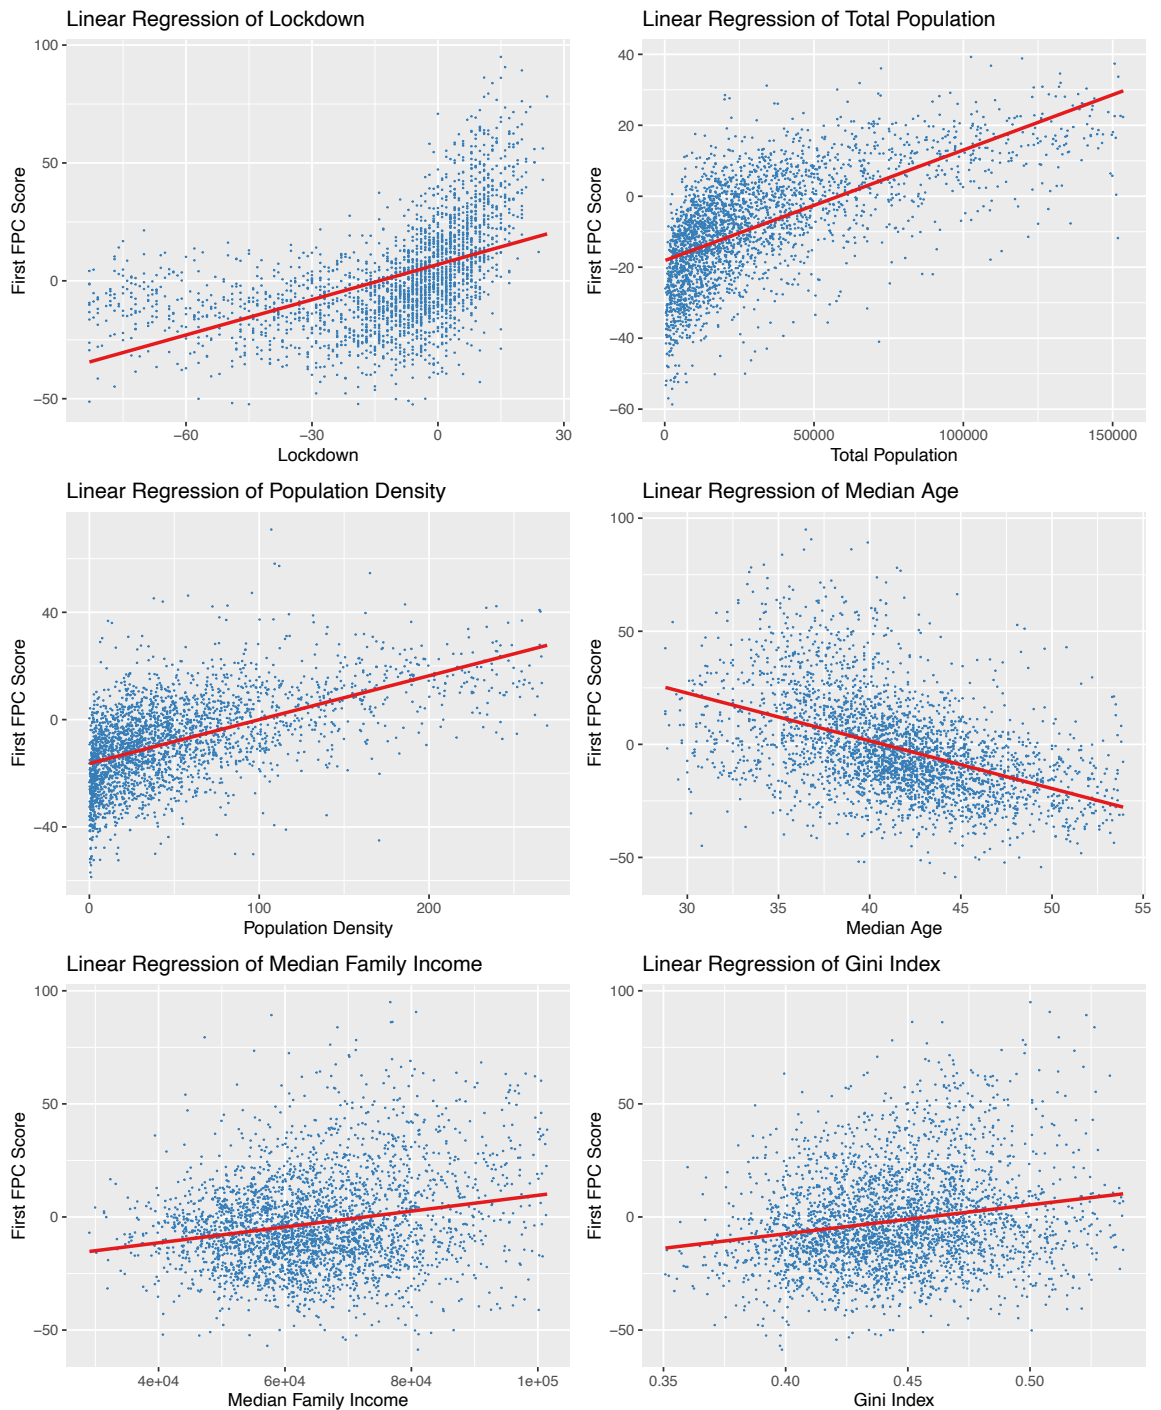 Linear Regression of Lockdown
First FPC Score
100
50
0
−50
−60
−30
0
30
Lockdown
Linear Regression of Total Population
First FPC Score
40
20
0
−20
−40
−60
0
50000
100000
150000
Total Population
Linear Regression of Population Density
First FPC Score
40
0
−40
0
100
200
Population Density
Linear Regression of Median Age
First FPC Score
100
50
0
−50
30
35
40
45
50
55
Median Age
Linear Regression of Median Family Income
First FPC Score
100
50
0
−50
4e+04
6e+04
8e+04
1e+05
Median Family Income
Linear Regression of Gini Index
First FPC Score
100
50
0
−50
0.35
0.40
0.45
0.50
Gini Index